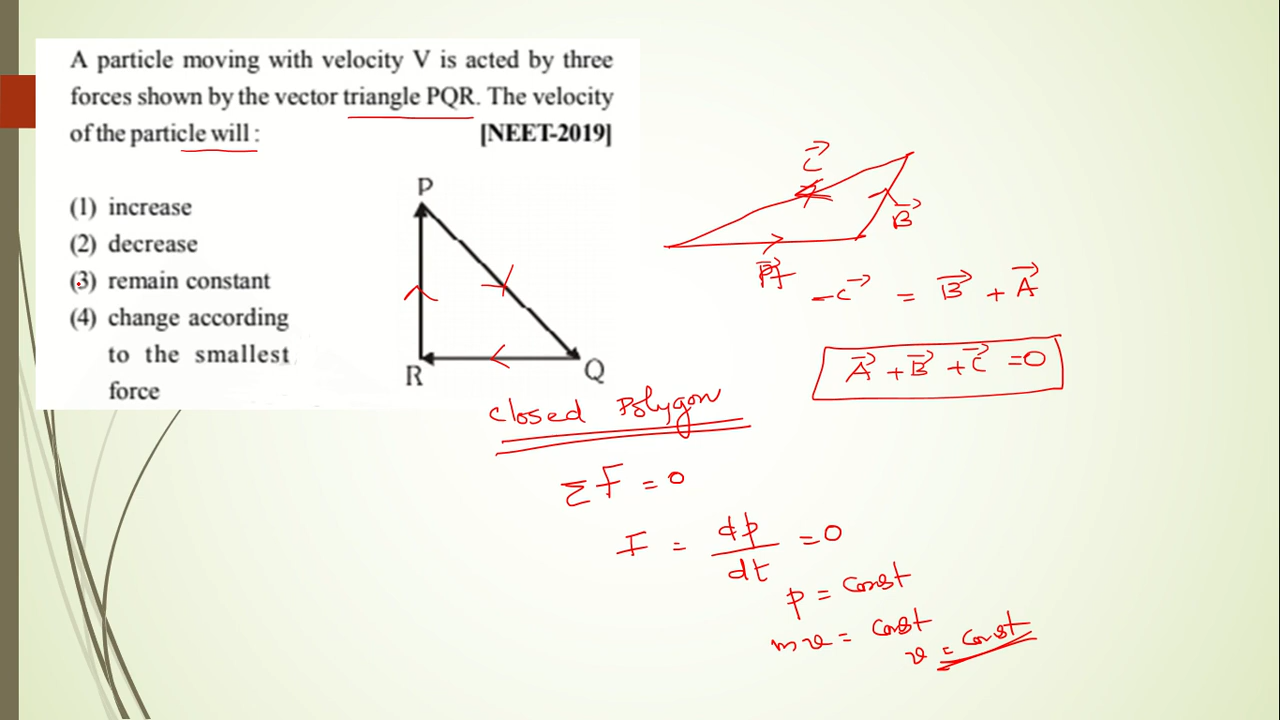 A particle moving with velocity V is acted by three
forces shown by the vector triangle PQR. The velocity
of the particle will : [NEET-2019]
(1) increase
(2) decrease
(3) remain constant
(4) change according
to the smallest
force
P
R
Q
C
B
-C = B + A
A + B + C = 0
Closed Polygon
ΣF = 0
F = dp/dt = 0
p = const
mv = const
v = const